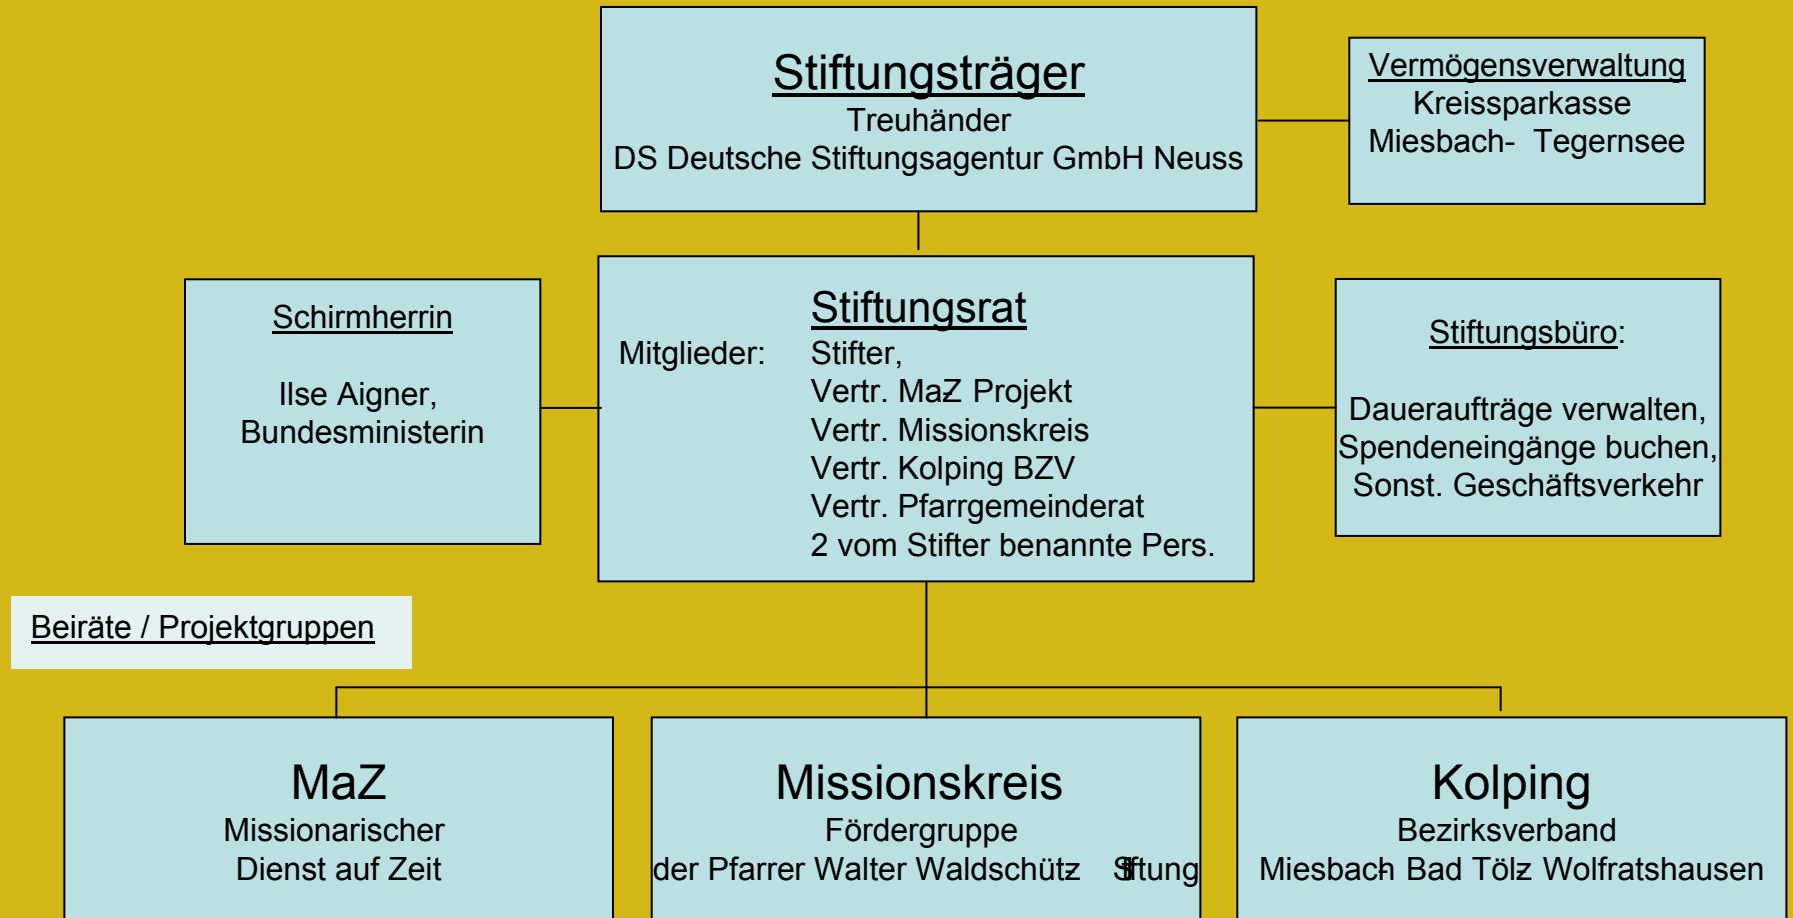 Stiftungsträger
Treuhänder
DS Deutsche Stiftungsagentur GmbH Neuss
Vermögensverwaltung
Kreissparkasse
Miesbach- Tegernsee
Schirmherrin
Ilse Aigner,
Bundesministerin
Stiftungsrat
Mitglieder: Stifter,
Vertr. MaZ-Projekt
Vertr. Missionskreis
Vertr. Kolping BZV
Vertr. Pfarrgemeinderat
2 vom Stifter benannte Pers.
Stiftungsbüro:
Daueraufträge verwalten,
Spendeneingänge buchen,
Sonst. Geschäftsverkehr
Beiräte / Projektgruppen
MaZ
Missionarischer
Dienst auf Zeit
Missionskreis
Fördergruppe
der Pfarrer Walter Waldschütz- Stiftung
Kolping
Bezirksverband
Miesbach- Bad Tölz- Wolfratshausen